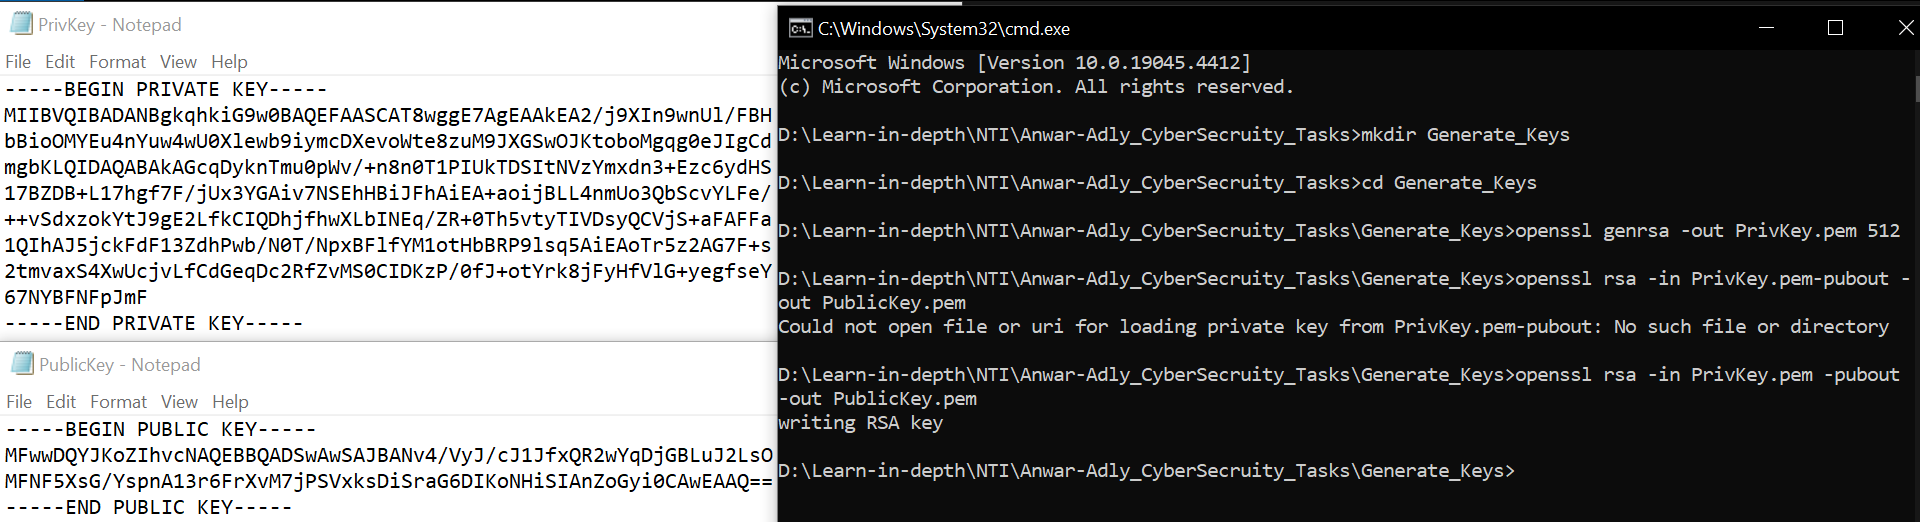 PrivKey - Notepad
File Edit Format View Help
-----BEGIN PRIVATE KEY-----
MIIBVQIBADANBgkqhkiG9w0BAQEFAASCAT8wggE7AgEAAkEA2/j9XIn9wnUl/FBH
bBioOMYEu4nYuw4wU0Xlewb9iymcDXevoWte8zuM9JXGSwOJKtoboMgqg0eJIgCd
mgbKLQIDAQABAkAGcqDyknTmu0pWv/+n8n0T1PIUkTDSItNVzYmxdn3+Ezc6ydHS
17BZDB+L17hgf7F/jUx3YGAiv7NSEhHBiJFhAiEA+aoijBLL4nmUo3QbScvYLFe/
++vSdxzokYtJ9gE2LfkCIQDhjfhwXLbINEq/ZR+0Th5vtyTIVDsyQCVjS+aFAFFa
1QIhAJ5jckFdF13ZdhPwb/N0T/NpxBFlfYM1otHbBRP9lsq5AiEAoTr5z2AG7F+s
2tmvaxS4XwUcjvLfCdGeqDc2RfZvMS0CIDKzP/0fJ+otYrk8jFyHfVlG+yegfseY
67NYBFNFpJmF
-----END PRIVATE KEY-----
PublicKey - Notepad
File Edit Format View Help
-----BEGIN PUBLIC KEY-----
MFwwDQYJKoZIhvcNAQEBBQADSwAwSAJBANv4/VyJ/cJ1JfxQR2wYqDjGBLuJ2LsO
MFNF5XsG/YspnA13r6FrXvM7jPSVxksDiSraG6DIKoNHiSIAnZoGyi0CAwEAAQ==
-----END PUBLIC KEY-----
C:\Windows\System32\cmd.exe
Microsoft Windows [Version 10.0.19045.4412]
(c) Microsoft Corporation. All rights reserved.
D:\Learn-in-depth\NTI\Anwar-Adly_CyberSecruity_Tasks>mkdir Generate_Keys
D:\Learn-in-depth\NTI\Anwar-Adly_CyberSecruity_Tasks>cd Generate_Keys
D:\Learn-in-depth\NTI\Anwar-Adly_CyberSecruity_Tasks\Generate_Keys>openssl genrsa -out PrivKey.pem 512
D:\Learn-in-depth\NTI\Anwar-Adly_CyberSecruity_Tasks\Generate_Keys>openssl rsa -in PrivKey.pem-pubout -
out PublicKey.pem
Could not open file or uri for loading private key from PrivKey.pem-pubout: No such file or directory
D:\Learn-in-depth\NTI\Anwar-Adly_CyberSecruity_Tasks\Generate_Keys>openssl rsa -in PrivKey.pem -pubout
-out PublicKey.pem
writing RSA key
D:\Learn-in-depth\NTI\Anwar-Adly_CyberSecruity_Tasks\Generate_Keys>